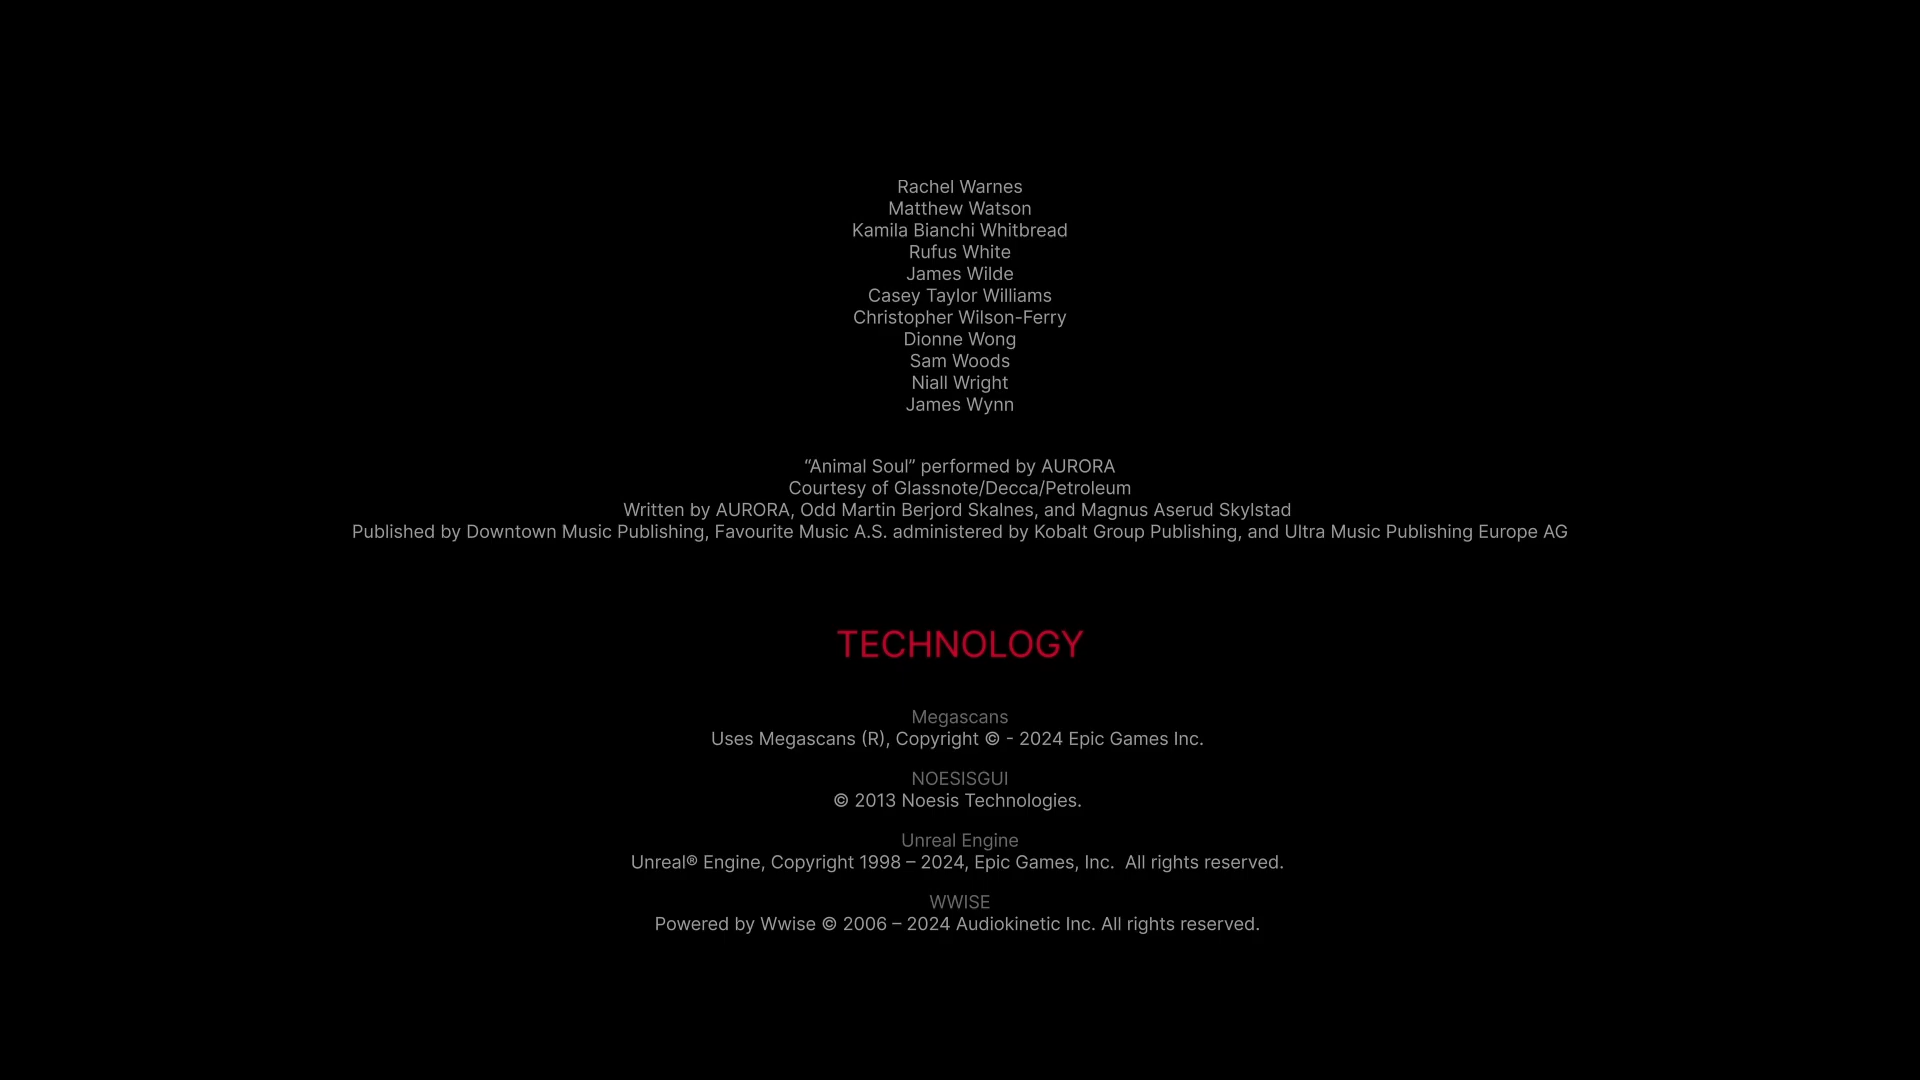 Rachel Warnes
Matthew Watson
Kamila Bianchi Whitbread
Rufus White
James Wilde
Casey Taylor Williams
Christopher Wilson-Ferry
Dionne Wong
Sam Woods
Niall Wright
James Wynn
“Animal Soul” performed by AURORA
Courtesy of Glassnote/Decca/Petroleum
Written by AURORA, Odd Martin Berjord Skalnes, and Magnus Aserud Skylstad
Published by Downtown Music Publishing, Favourite Music A.S. administered by Kobalt Group Publishing, and Ultra Music Publishing Europe AG
TECHNOLOGY
Megascans
Uses Megascans (R), Copyright © - 2024 Epic Games Inc.
NOESISGUI
© 2013 Noesis Technologies.
Unreal Engine
Unreal® Engine, Copyright 1998 – 2024, Epic Games, Inc.  All rights reserved.
WWISE
Powered by Wwise © 2006 – 2024 Audiokinetic Inc. All rights reserved.